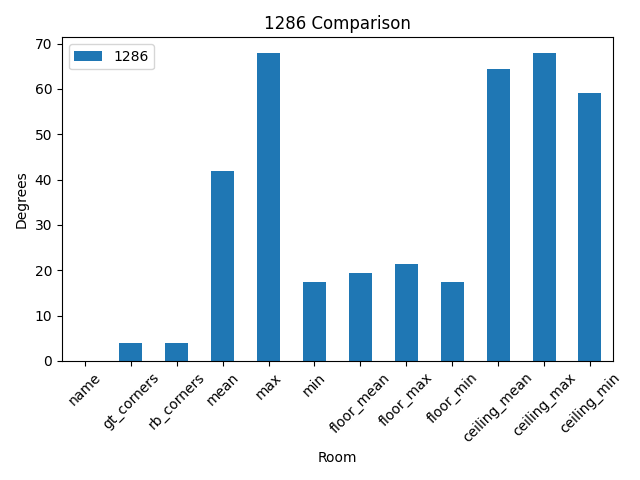 1286 Comparison
1286
Degrees
70
60
50
40
30
20
10
0
name
gt_corners
rb_corners
mean
max
min
floor_mean
floor_max
floor_min
ceiling_mean
ceiling_max
ceiling_min
Room